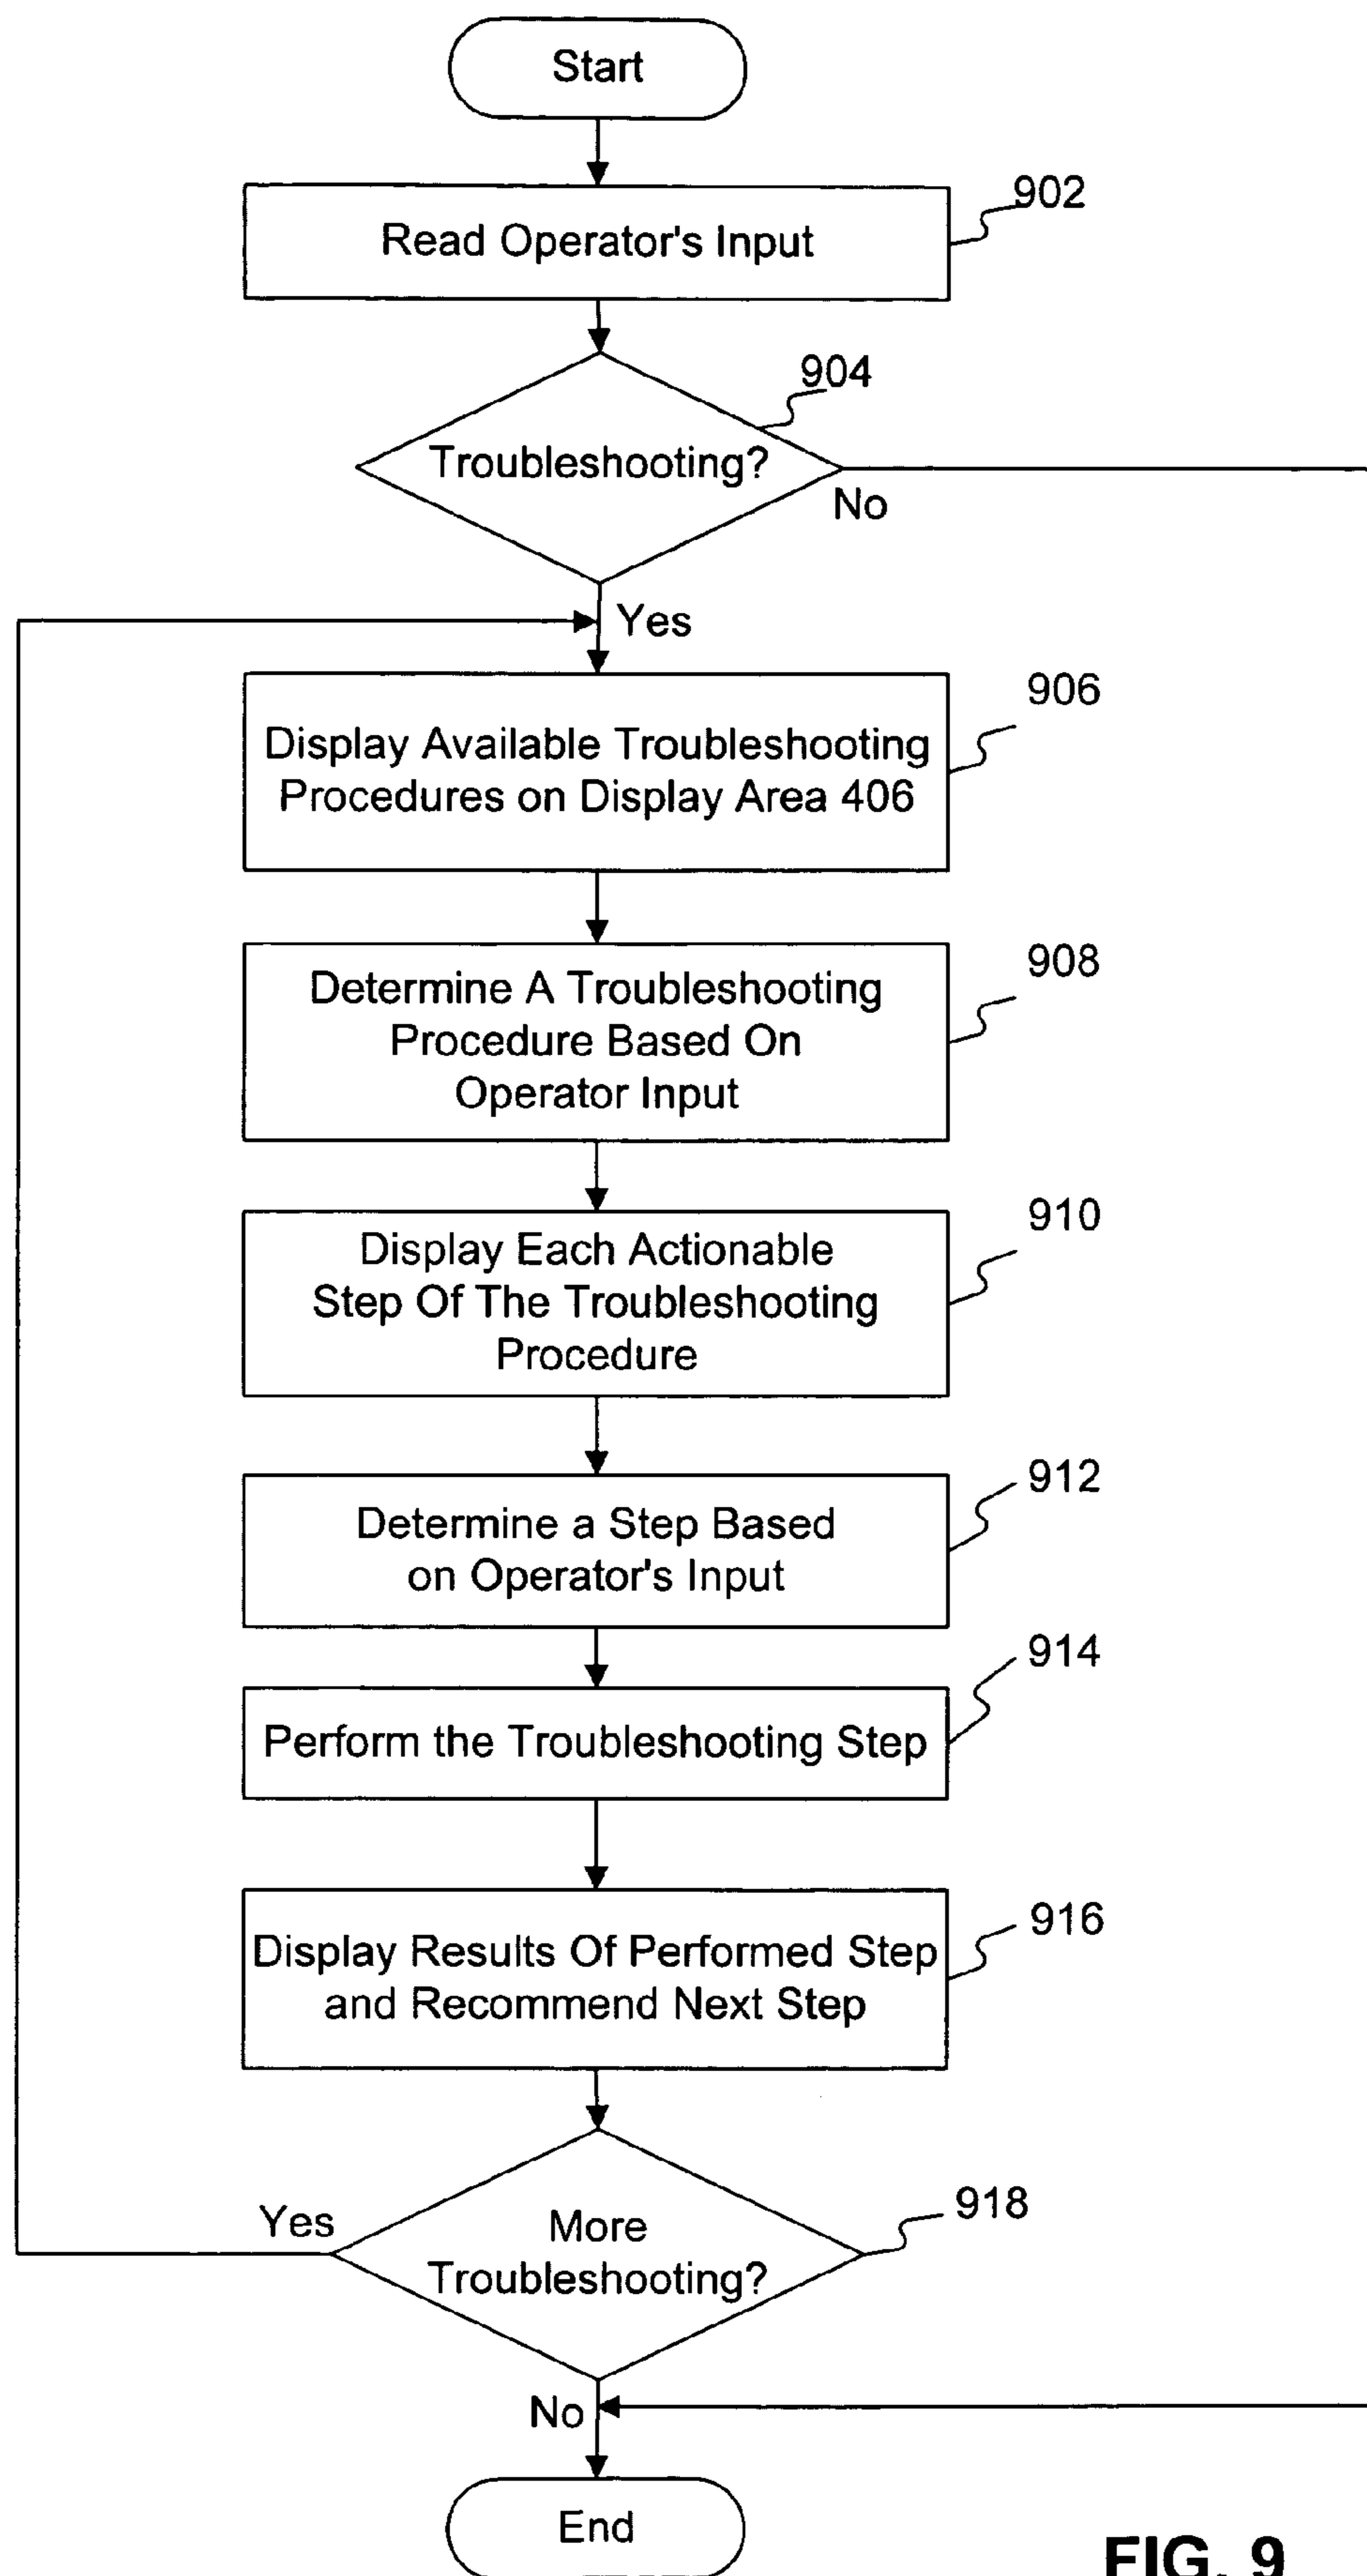 Start
902
Read Operator's Input
904
Troubleshooting?
No
Yes
906
Display Available Troubleshooting
Procedures on Display Area 406
908
Determine A Troubleshooting
Procedure Based On
Operator Input
910
Display Each Actionable
Step Of The Troubleshooting
Procedure
912
Determine a Step Based
on Operator's Input
914
Perform the Troubleshooting Step
916
Display Results Of Performed Step
and Recommend Next Step
918
Yes
More
Troubleshooting?
No
End
FIG. 9